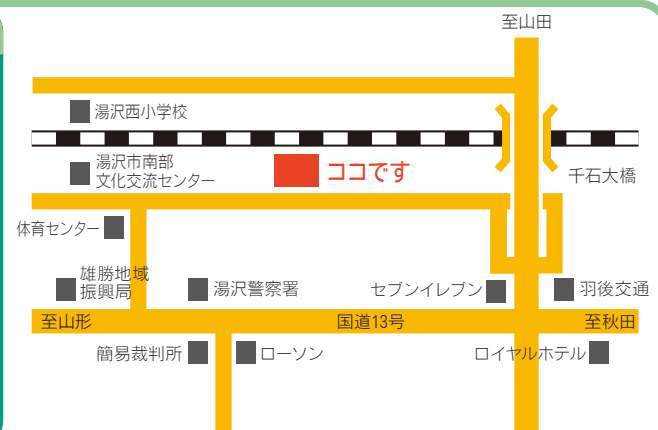 至山田
湯沢西小学校
湯沢市南部
文化交流センター
ココです
千石大橋
体育センター
雄勝地域
振興局
湯沢警察署
セブンイレブン
羽後交通
至山形
国道13号
至秋田
簡易裁判所
ローソン
ロイヤルホテル